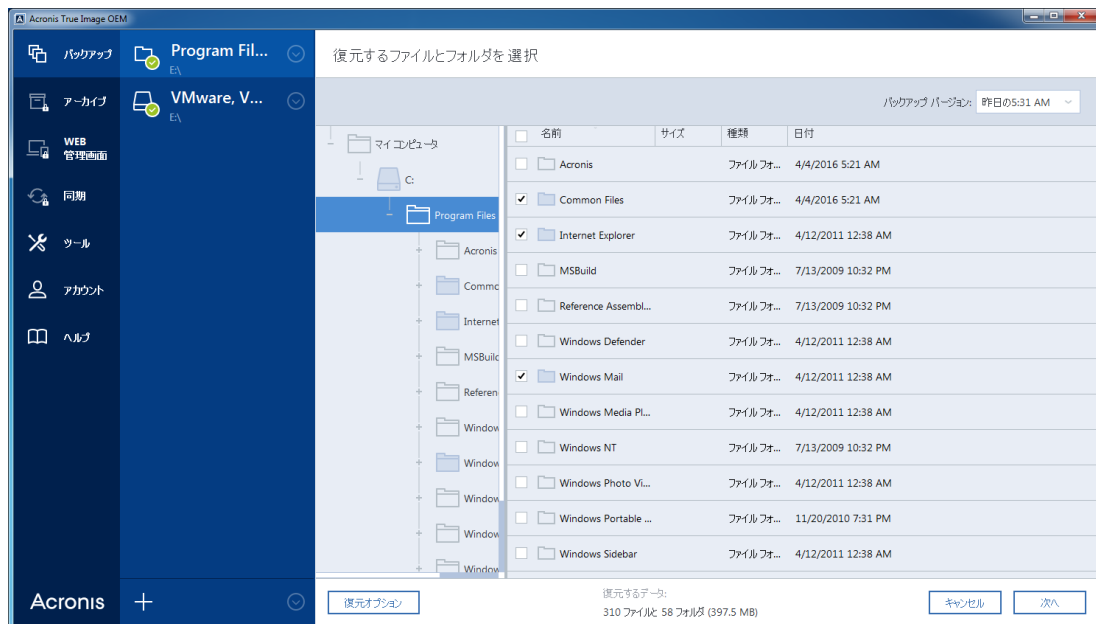 Acronis True Image OEM
バックアップ
アーカイブ
WEB
管理画面
同期
ツール
アカウント
ヘルプ
Acronis
Program Fil...
E:\
VMware, V...
E:\
復元するファイルとフォルダを選択
バックアップ バージョン: 昨日の5:31 AM
マイ コンピュータ
C:
Program Files
Acronis
Commo
Internet
MSBuild
Referen
Window
Window
Window
Window
Window
名前 サイズ 種類 日付
Acronis ファイル フォ... 4/4/2016 5:21 AM
Common Files ファイル フォ... 4/4/2016 5:21 AM
Internet Explorer ファイル フォ... 4/12/2011 12:38 AM
MSBuild ファイル フォ... 7/13/2009 10:32 PM
Reference Assembl... ファイル フォ... 7/13/2009 10:32 PM
Windows Defender ファイル フォ... 4/12/2011 12:38 AM
Windows Mail ファイル フォ... 4/12/2011 12:38 AM
Windows Media Pl... ファイル フォ... 4/12/2011 12:38 AM
Windows NT ファイル フォ... 7/13/2009 10:32 PM
Windows Photo Vi... ファイル フォ... 4/12/2011 12:38 AM
Windows Portable ... ファイル フォ... 11/20/2010 7:31 PM
Windows Sidebar ファイル フォ... 4/12/2011 12:38 AM
復元オプション
復元するデータ:
310 ファイルと 58 フォルダ (397.5 MB)
キャンセル
次へ